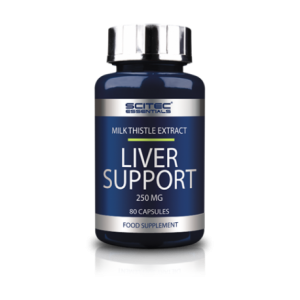 SCITEC
ESSENTIALS
MILK THISTLE EXTRACT
LIVER
SUPPORT
250 MG
80 CAPSULES
FOOD SUPPLEMENT